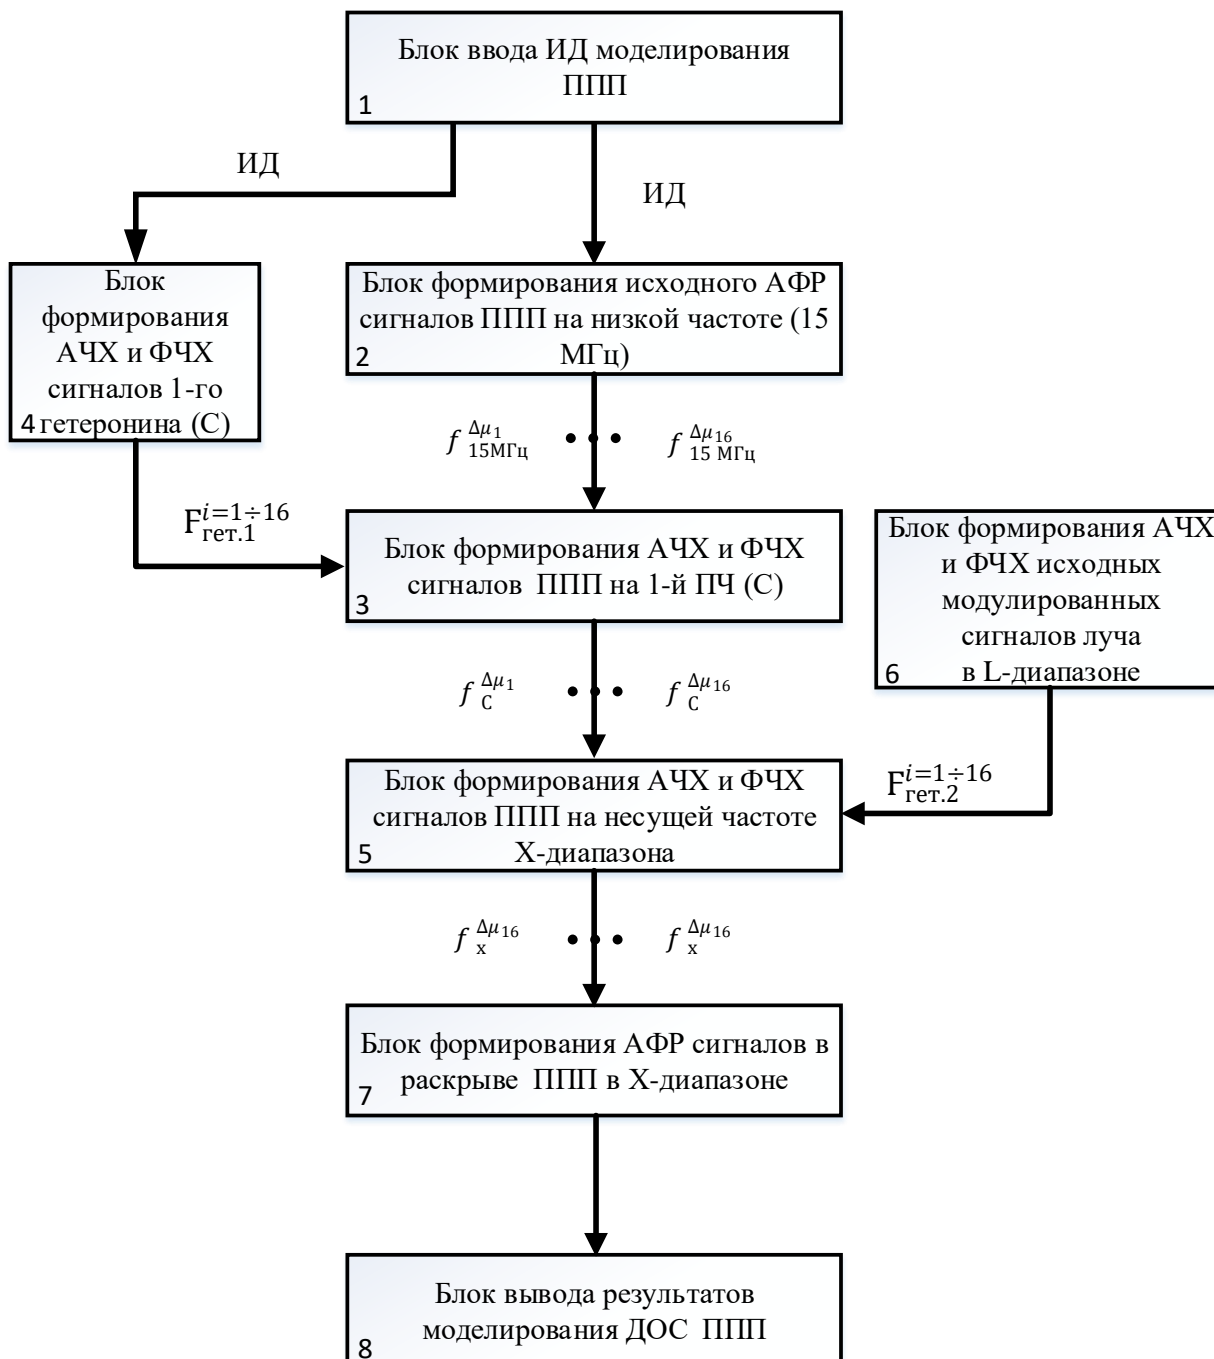 Блок ввода ИД моделирования
ППП
1
ИД
ИД
Блок
формирования
АЧХ и ФЧХ
сигналов 1-го
4 гетеронина (С)
Блок формирования исходного АФР
сигналов ППП на низкой частоте (15
МГц)
2
f 15МГц Δμ1 • • • f 15 МГц Δμ16
Fгет.1 i=1÷16
Блок формирования АЧХ и ФЧХ
сигналов ППП на 1-й ПЧ (С)
3
Блок формирования АЧХ
и ФЧХ исходных
модулированных
сигналов луча
в L-диапазоне
6
f С Δμ1 • • • f С Δμ16
Блок формирования АЧХ и ФЧХ
сигналов ППП на несущей частоте
Х-диапазона
5
Fгет.2 i=1÷16
f х Δμ16 • • • f х Δμ16
Блок формирования АФР сигналов в
раскрыве ППП в Х-диапазоне
7
Блок вывода результатов
моделирования ДОС ППП
8